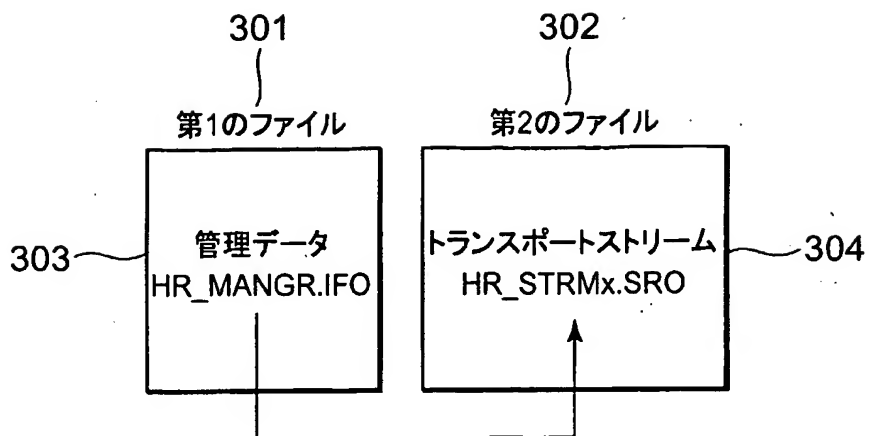 301
302
第1のファイル
第2のファイル
303
管理データ
HR_MANGR.IFO
トランスポートストリーム
HR_STRMx.SRO
304